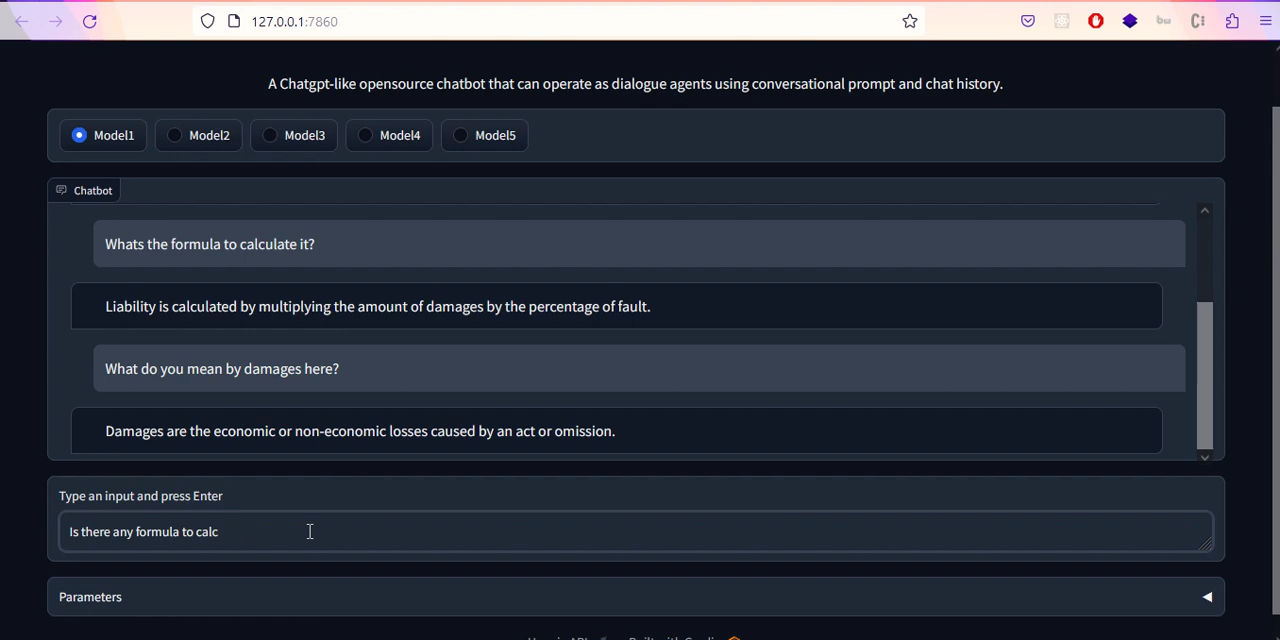 127.0.0.1:7860
A Chatgpt-like opensource chatbot that can operate as dialogue agents using conversational prompt and chat history.
Model1 Model2 Model3 Model4 Model5
Chatbot
Whats the formula to calculate it?
Liability is calculated by multiplying the amount of damages by the percentage of fault.
What do you mean by damages here?
Damages are the economic or non-economic losses caused by an act or omission.
Type an input and press Enter
Is there any formula to calc
Parameters